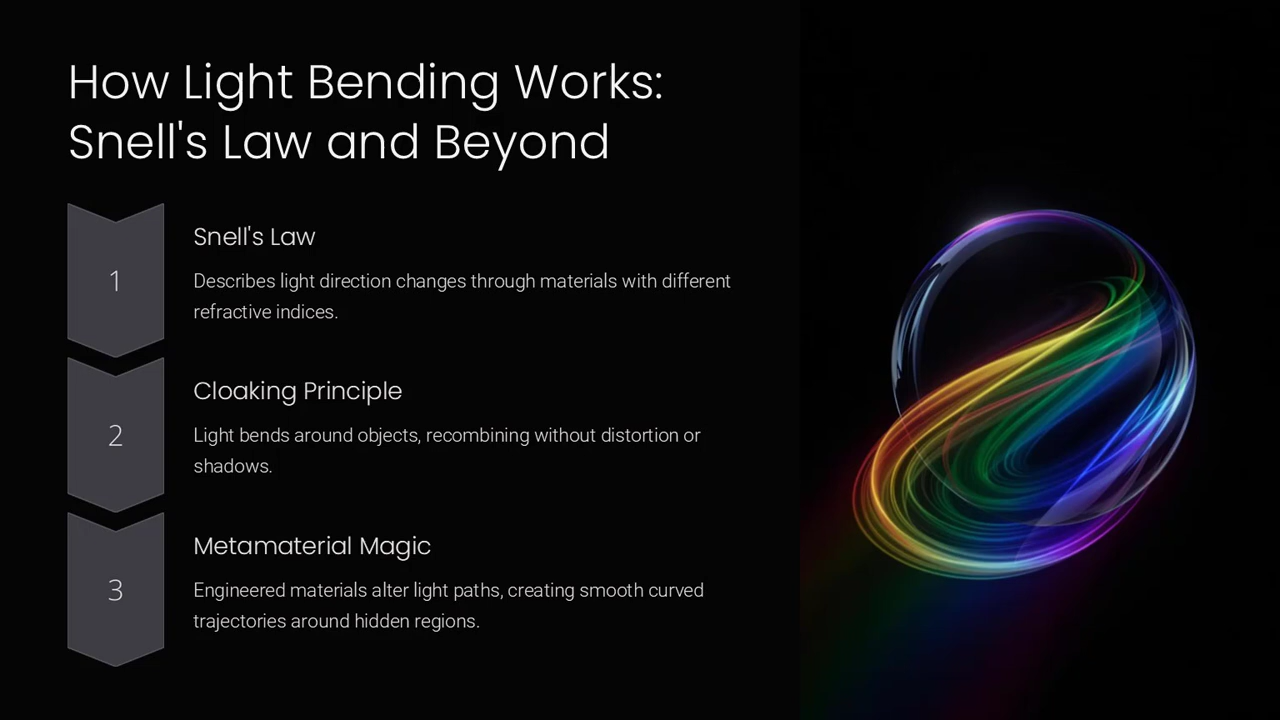 How Light Bending Works:
Snell's Law and Beyond
1
Snell's Law
Describes light direction changes through materials with different
refractive indices.
2
Cloaking Principle
Light bends around objects, recombining without distortion or
shadows.
3
Metamaterial Magic
Engineered materials alter light paths, creating smooth curved
trajectories around hidden regions.